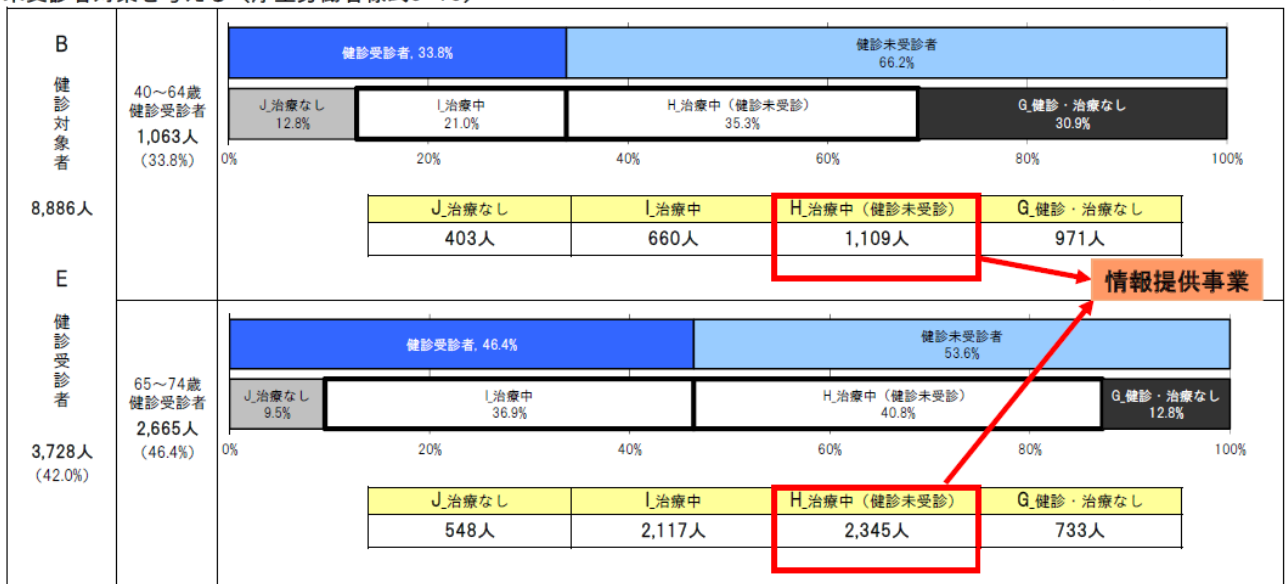 B
健診対象者
8,886人
E
健診受診者
3,728人
(42.0%)
40～64歳
健診受診者
1,063人
(33.8%)
健診受診者, 33.8%
健診未受診者
66.2%
J_治療なし
12.8%
I_治療中
21.0%
H_治療中（健診未受診）
35.3%
G_健診・治療なし
30.9%
0% 20% 40% 60% 80% 100%
J_治療なし I_治療中 H_治療中（健診未受診） G_健診・治療なし
403人 660人 1,109人 971人
情報提供事業
65～74歳
健診受診者
2,665人
(46.4%)
健診受診者, 46.4%
健診未受診者
53.6%
J_治療なし
9.5%
I_治療中
36.9%
H_治療中（健診未受診）
40.8%
G_健診・治療なし
12.8%
0% 20% 40% 60% 80% 100%
J_治療なし I_治療中 H_治療中（健診未受診） G_健診・治療なし
548人 2,117人 2,345人 733人